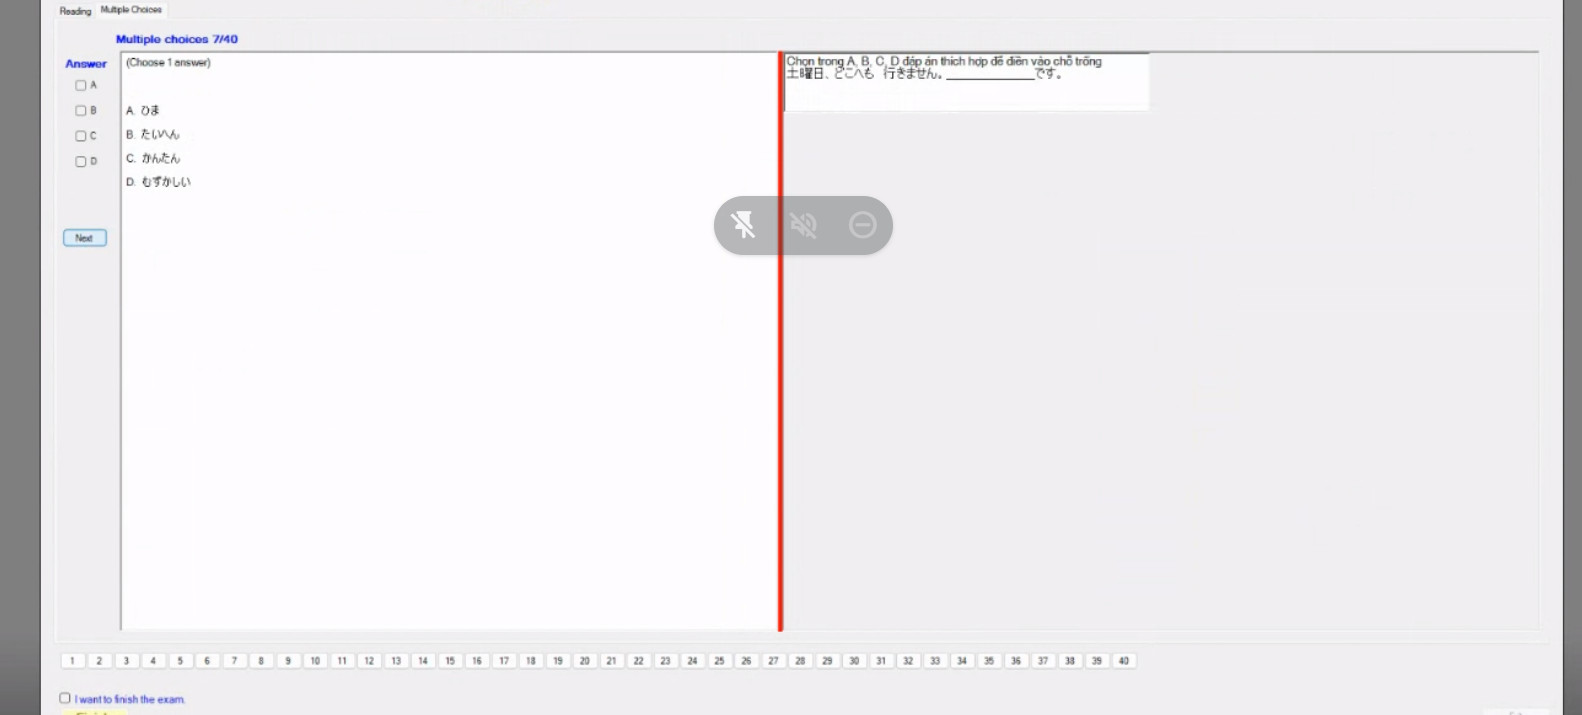 Reading Multiple Choices
Multiple choices 7/40
Answer
A
B
C
D
Next
(Choose 1 answer)
A. ひま
B. たいへん
C. かんたん
D. むずかしい
Chọn trong A, B, C, D đáp án thích hợp để điền vào chỗ trống
土曜日、どこへも 行きません。____________です。
1 2 3 4 5 6 7 8 9 10 11 12 13 14 15 16 17 18 19 20 21 22 23 24 25 26 27 28 29 30 31 32 33 34 35 36 37 38 39 40
I want to finish the exam.